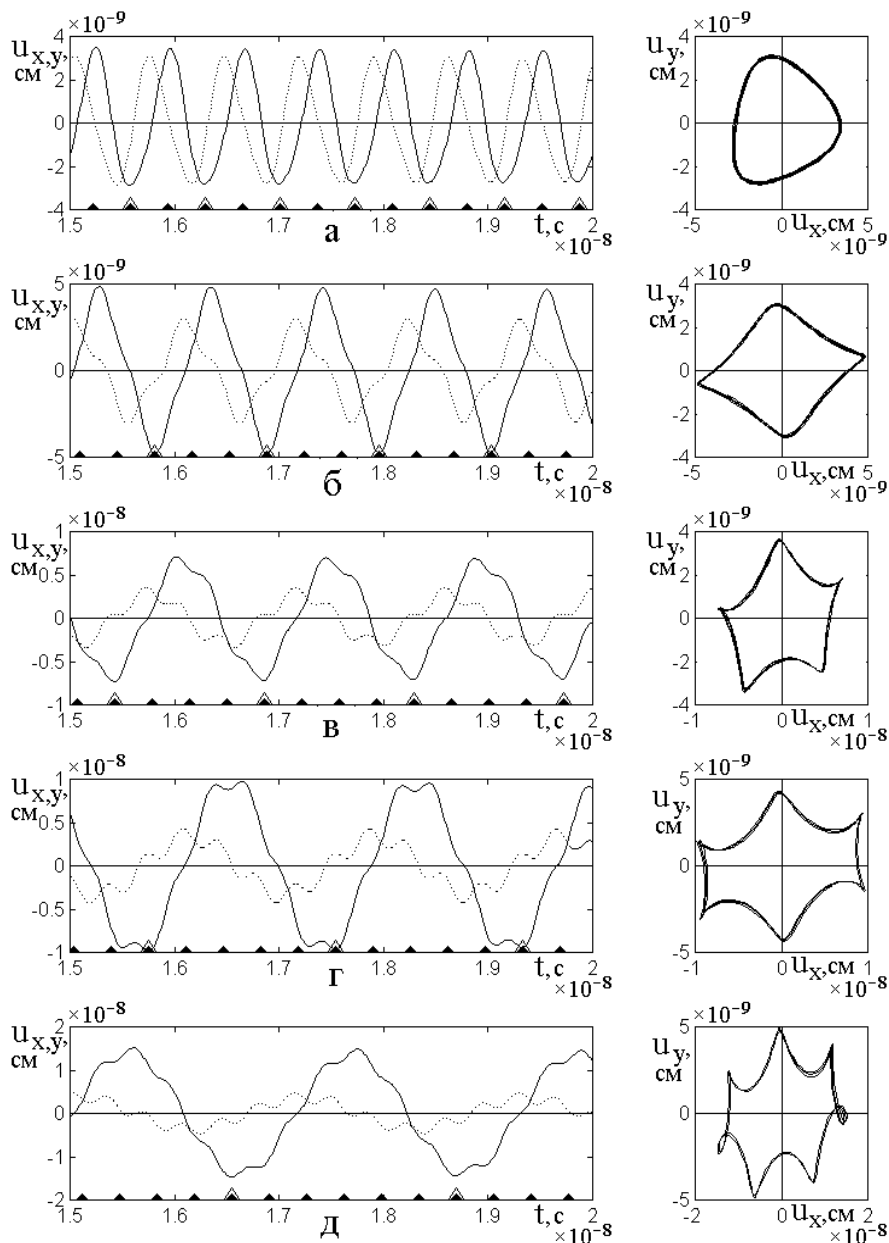 ×10⁻⁹
u x,y,
см
4
2
0
-2
-4
1.5 1.6 1.7 1.8 1.9 2
а
t,c
×10⁻⁸
×10⁻⁹
u y,
см
4
2
0
-2
-4
-5 0 5
u x,см
×10⁻⁹
×10⁻⁹
u x,y,
см
5
0
-5
1.5 1.6 1.7 1.8 1.9 2
б
t,c
×10⁻⁸
×10⁻⁹
u y,
см
4
2
0
-2
-4
-5 0 5
u x,см
×10⁻⁹
×10⁻⁸
u x,y,
см
1
0.5
0
-0.5
-1
1.5 1.6 1.7 1.8 1.9 2
в
t,c
×10⁻⁸
×10⁻⁹
u y,
см
4
2
0
-2
-4
-1 0 1
u x,см
×10⁻⁸
×10⁻⁸
u x,y,
см
1
0.5
0
-0.5
-1
1.5 1.6 1.7 1.8 1.9 2
г
t,c
×10⁻⁸
×10⁻⁹
u y,
см
5
0
-5
-1 0 1
u x,см
×10⁻⁸
×10⁻⁸
u x,y,
см
2
1
0
-1
-2
1.5 1.6 1.7 1.8 1.9 2
д
t,c
×10⁻⁸
×10⁻⁹
u y,
см
5
0
-5
-2 0 2
u x,см
×10⁻⁸